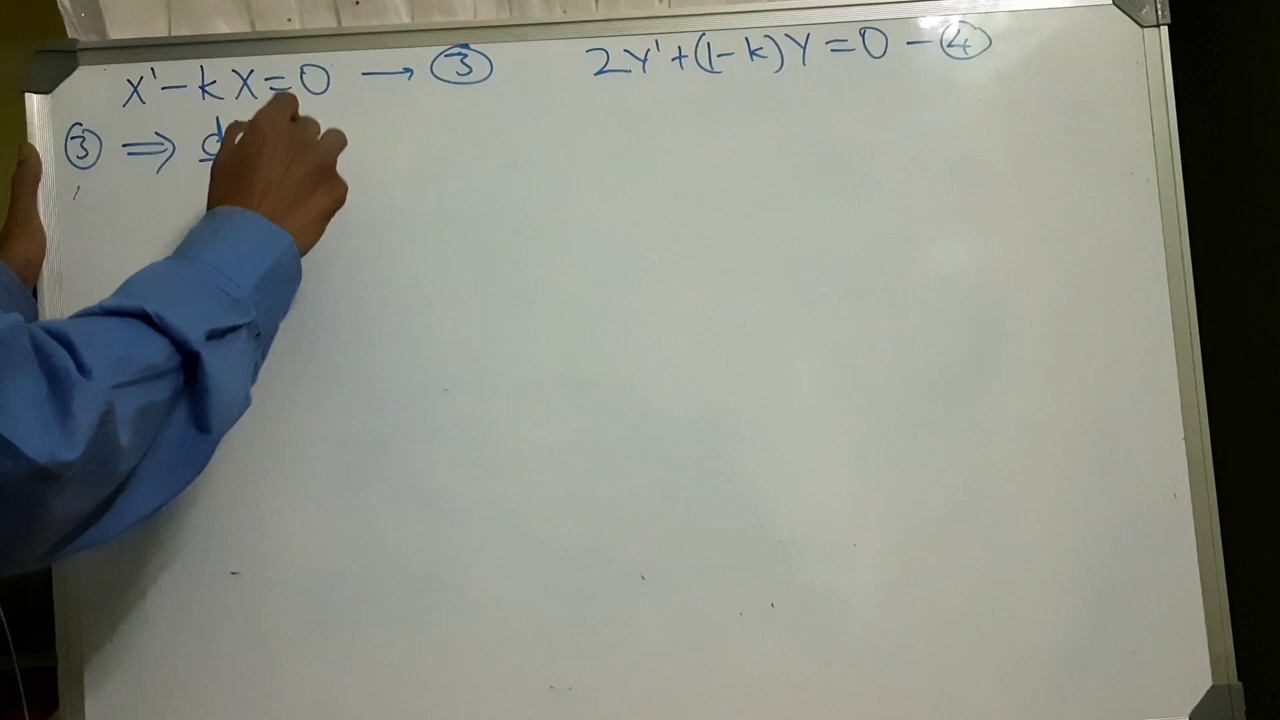 x' - kX = 0 → ③ 2Y' + (1-k)Y = 0 - ④
③ ⇒ d